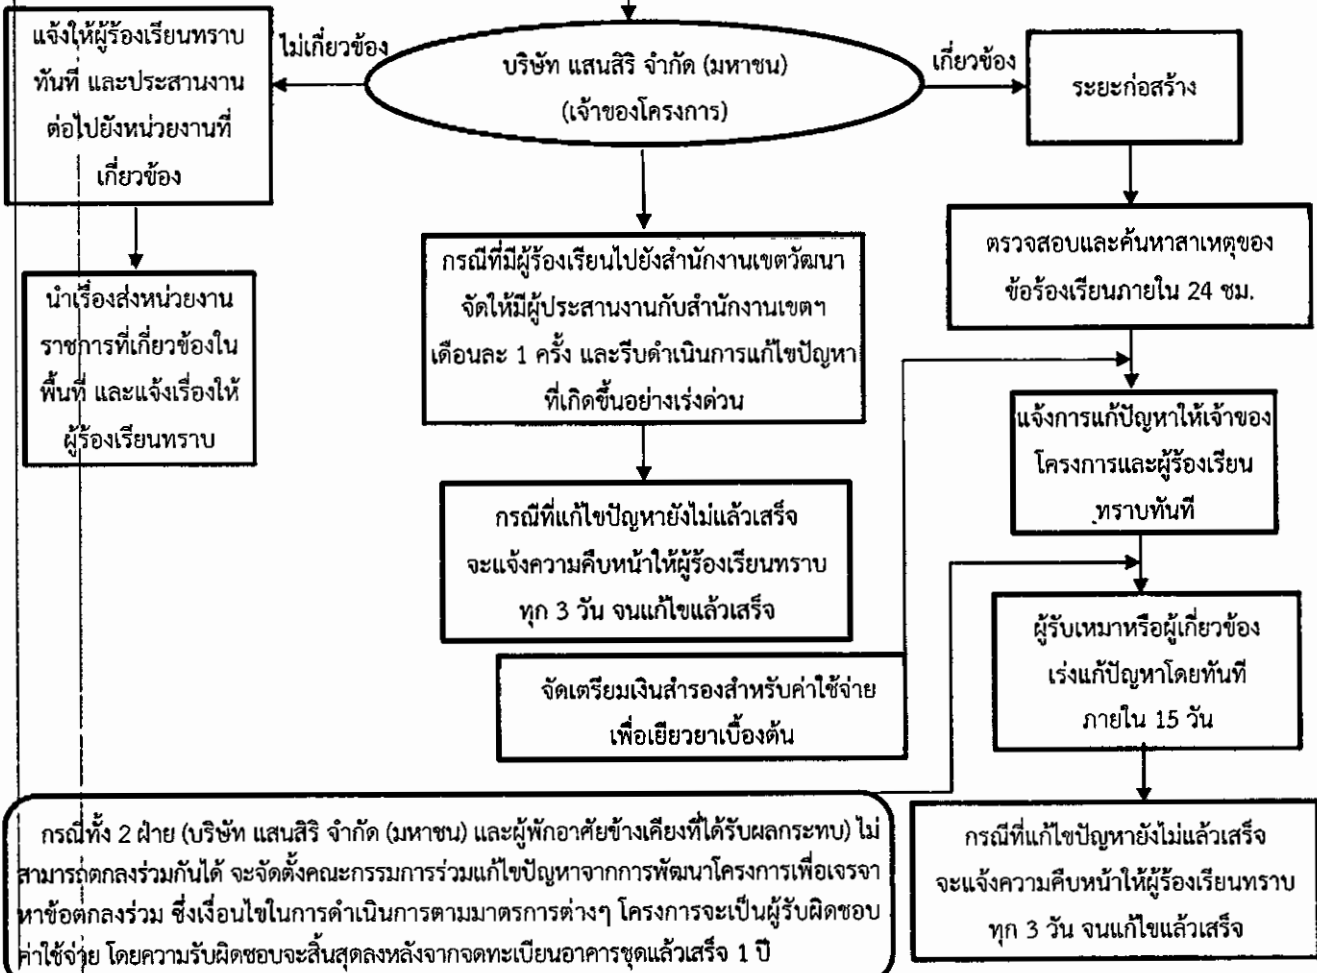 แจ้งให้ผู้ร้องเรียนทราบ
ทันที และประสานงาน
ต่อไปยังหน่วยงานที่
เกี่ยวข้อง
ไม่เกี่ยวข้อง
บริษัท แสนสิริ จำกัด (มหาชน)
(เจ้าของโครงการ)
เกี่ยวข้อง
ระยะก่อสร้าง
นำเรื่องส่งหน่วยงาน
ราชการที่เกี่ยวข้องใน
พื้นที่ และแจ้งเรื่องให้
ผู้ร้องเรียนทราบ
กรณีที่มีผู้ร้องเรียนไปยังสำนักงานเขตวัฒนา
จัดให้มีผู้ประสานงานกับสำนักงานเขตฯ
เดือนละ 1 ครั้ง และรีบดำเนินการแก้ไขปัญหา
ที่เกิดขึ้นอย่างเร่งด่วน
ตรวจสอบและค้นหาสาเหตุของ
ข้อร้องเรียนภายใน 24 ชม.
แจ้งการแก้ปัญหาให้เจ้าของ
โครงการและผู้ร้องเรียน
ทราบทันที
กรณีที่แก้ไขปัญหายังไม่แล้วเสร็จ
จะแจ้งความคืบหน้าให้ผู้ร้องเรียนทราบ
ทุก 3 วัน จนแก้ไขแล้วเสร็จ
ผู้รับเหมาหรือผู้เกี่ยวข้อง
เร่งแก้ปัญหาโดยทันที
ภายใน 15 วัน
จัดเตรียมเงินสำรองสำหรับค่าใช้จ่าย
เพื่อเยียวยาเบื้องต้น
กรณีทั้ง 2 ฝ่าย (บริษัท แสนสิริ จำกัด (มหาชน) และผู้พักอาศัยข้างเคียงที่ได้รับผลกระทบ) ไม่
สามารถตกลงร่วมกันได้ จะจัดตั้งคณะกรรมการร่วมแก้ไขปัญหาจากการพัฒนาโครงการเพื่อเจรจา
หาข้อตกลงร่วม ซึ่งเงื่อนไขในการดำเนินการตามมาตรการต่างๆ โครงการจะเป็นผู้รับผิดชอบ
ค่าใช้จ่าย โดยความรับผิดชอบจะสิ้นสุดลงหลังจากจดทะเบียนอาคารชุดแล้วเสร็จ 1 ปี
กรณีที่แก้ไขปัญหายังไม่แล้วเสร็จ
จะแจ้งความคืบหน้าให้ผู้ร้องเรียนทราบ
ทุก 3 วัน จนแก้ไขแล้วเสร็จ